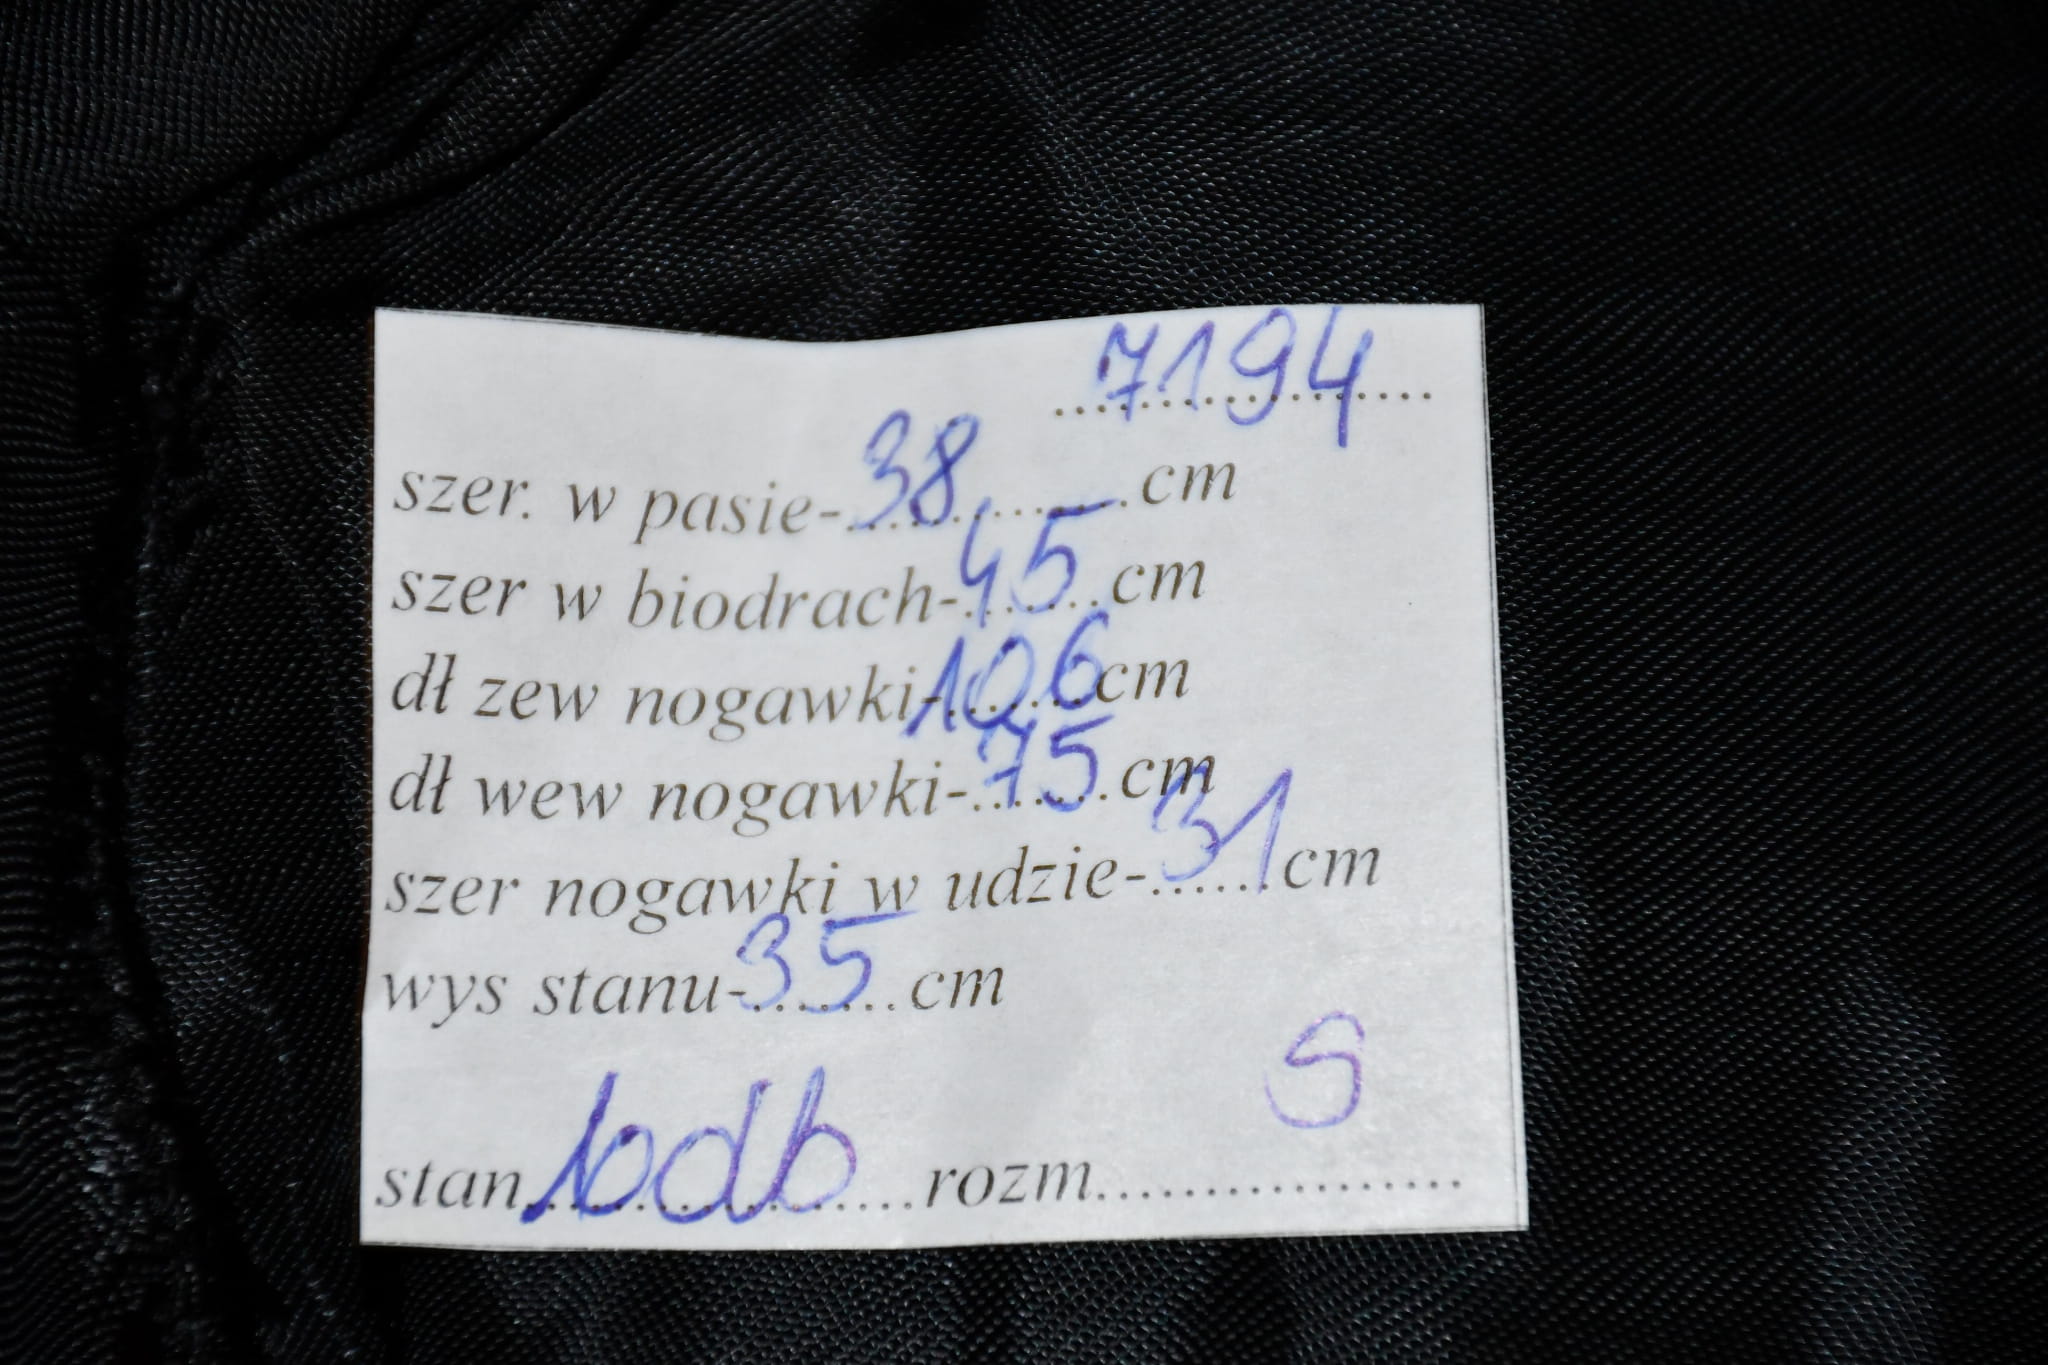 7194
szer. w pasie-38 cm
szer w biodrach-45 cm
dł zew nogawki-106 cm
dł wew nogawki-75 cm
szer nogawki w udzie-31 cm
wys stanu-35 cm
S
stan bdb rozm